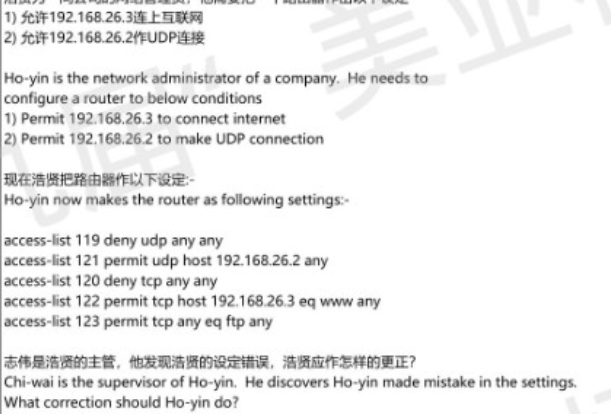 1) 允许192.168.26.3连上互联网
2) 允许192.168.26.2作UDP连接
Ho-yin is the network administrator of a company. He needs to
configure a router to below conditions
1) Permit 192.168.26.3 to connect internet
2) Permit 192.168.26.2 to make UDP connection
现在浩贤把路由器作以下设定:-
Ho-yin now makes the router as following settings:-
access-list 119 deny udp any any
access-list 121 permit udp host 192.168.26.2 any
access-list 120 deny tcp any any
access-list 122 permit tcp host 192.168.26.3 eq www any
access-list 123 permit tcp any eq ftp any
志伟是浩贤的主管，他发现浩贤的设定错误，浩贤应作怎样的更正?
Chi-wai is the supervisor of Ho-yin. He discovers Ho-yin made mistake in the settings.
What correction should Ho-yin do?